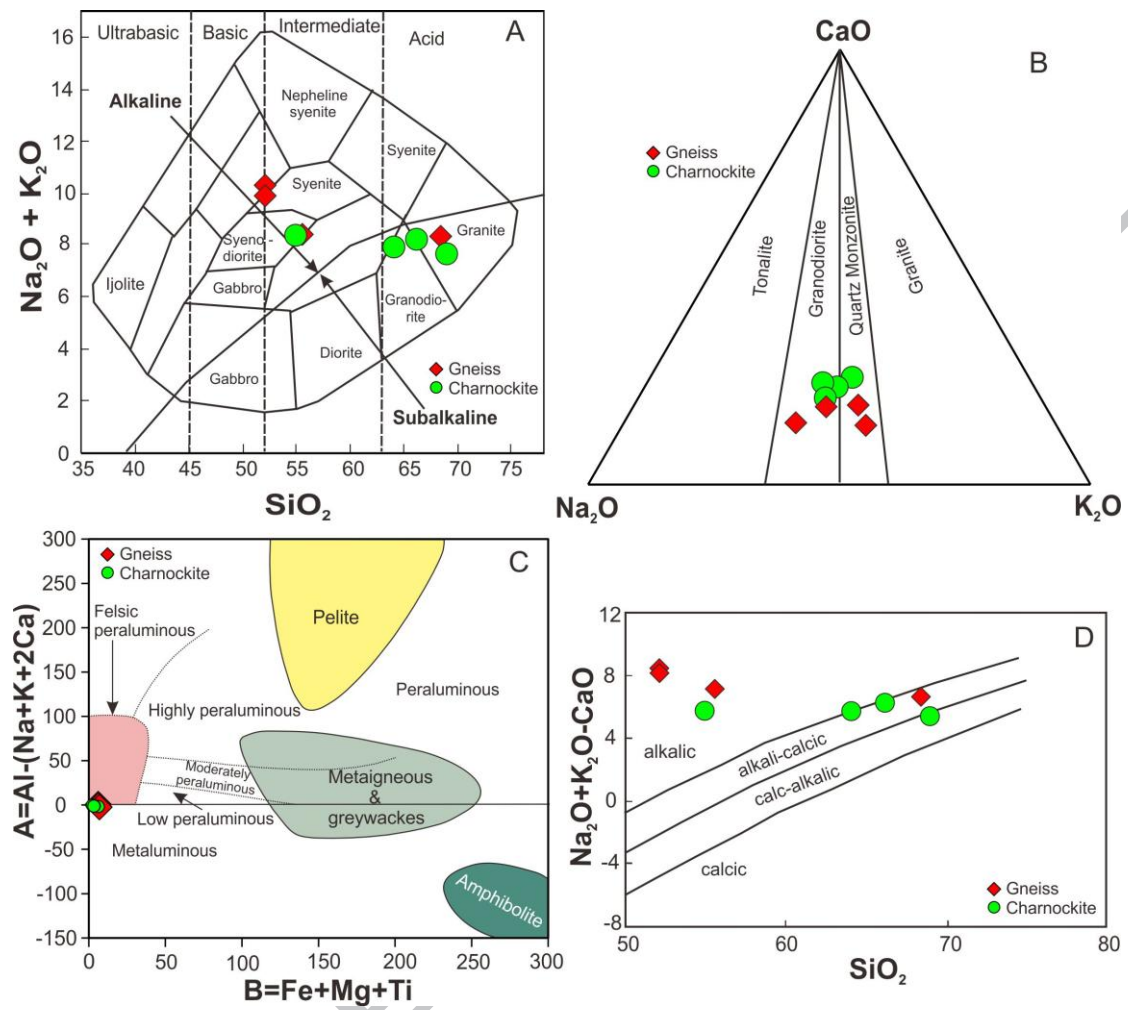 A
Ultrabasic
Basic
Intermediate
Acid
Alkaline
Nepheline
syenite
Syenite
Syenite
Granite
Syeno-
diorite
Ijolite
Gabbro
Granodio-
rite
Diorite
Gabbro
Subalkaline
Gneiss
Charnockite
Na₂O + K₂O
16
14
12
10
8
6
4
2
0
35
40
45
50
55
60
65
70
75
SiO₂
B
CaO
Gneiss
Charnockite
Tonalite
Granodiorite
Quartz Monzonite
Granite
Na₂O
K₂O
C
Gneiss
Charnockite
Felsic
peraluminous
Pelite
Peraluminous
Highly peraluminous
Moderately
peraluminous
Metaigneous
&
greywackes
Low peraluminous
Metaluminous
Amphibolite
A=Al-(Na+K+2Ca)
300
250
200
150
100
50
0
-50
-100
-150
0
50
100
150
200
250
300
B=Fe+Mg+Ti
D
alkalic
alkali-calcic
calc-alkalic
calcic
Gneiss
Charnockite
Na₂O+K₂O-CaO
12
8
4
0
-4
-8
50
60
70
80
SiO₂